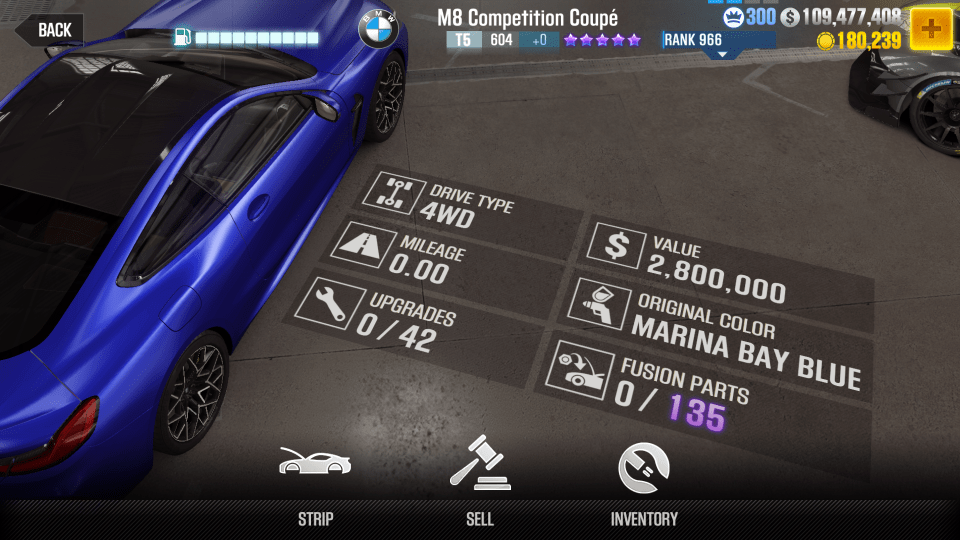 BACK
BMW
M8 Competition Coupé
T5 604 +0
RANK 966
300 $ 109,477,408
180,239
DRIVE TYPE
4WD
MILEAGE
0.00
UPGRADES
0/42
$ VALUE
2,800,000
ORIGINAL COLOR
MARINA BAY BLUE
FUSION PARTS
0/135
STRIP
SELL
INVENTORY